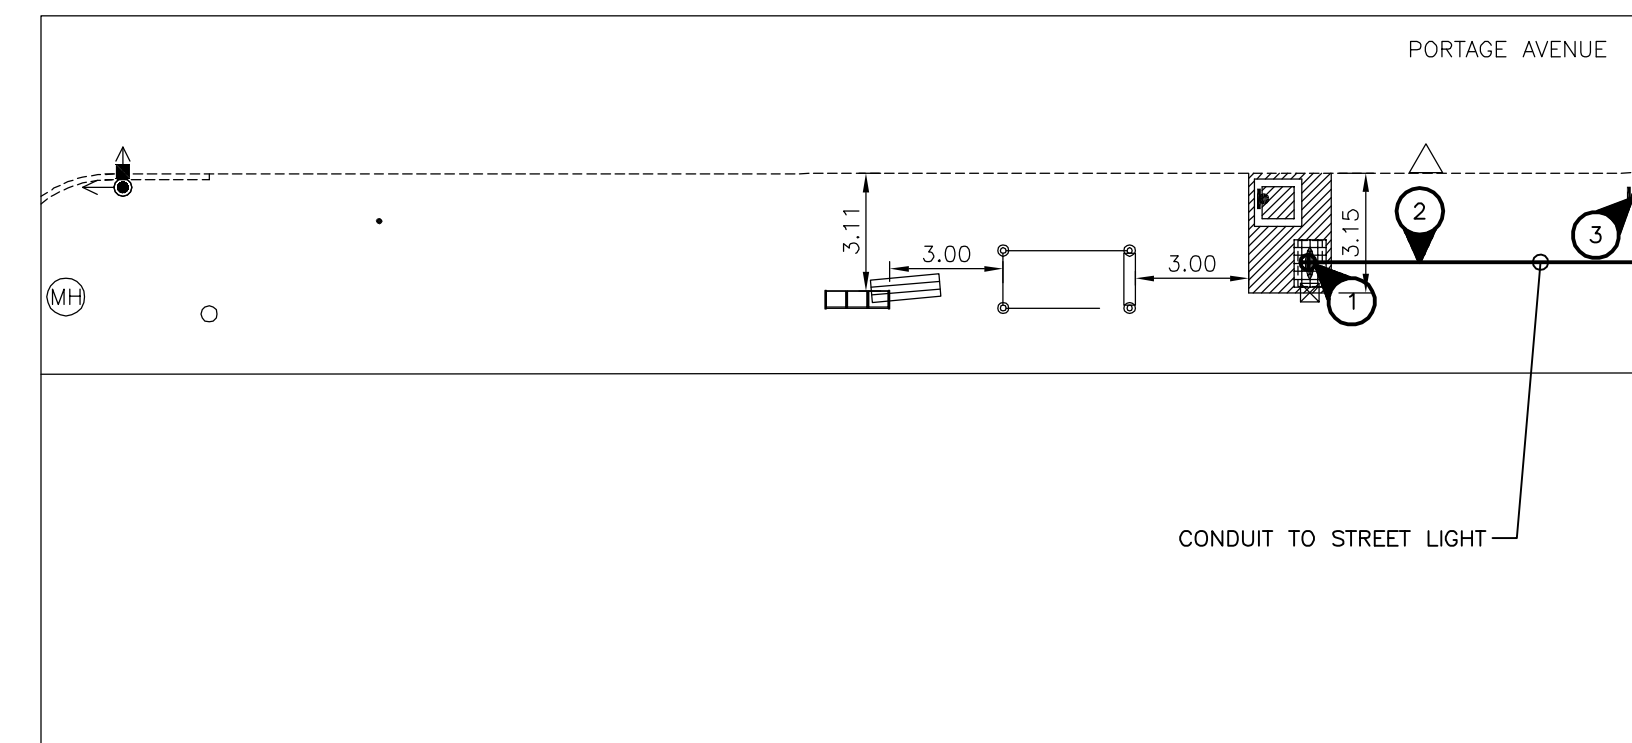 PORTAGE AVENUE
2
3.11
3.15
3
3.00
3.00
MH
1
CONDUIT TO STREET LIGHT